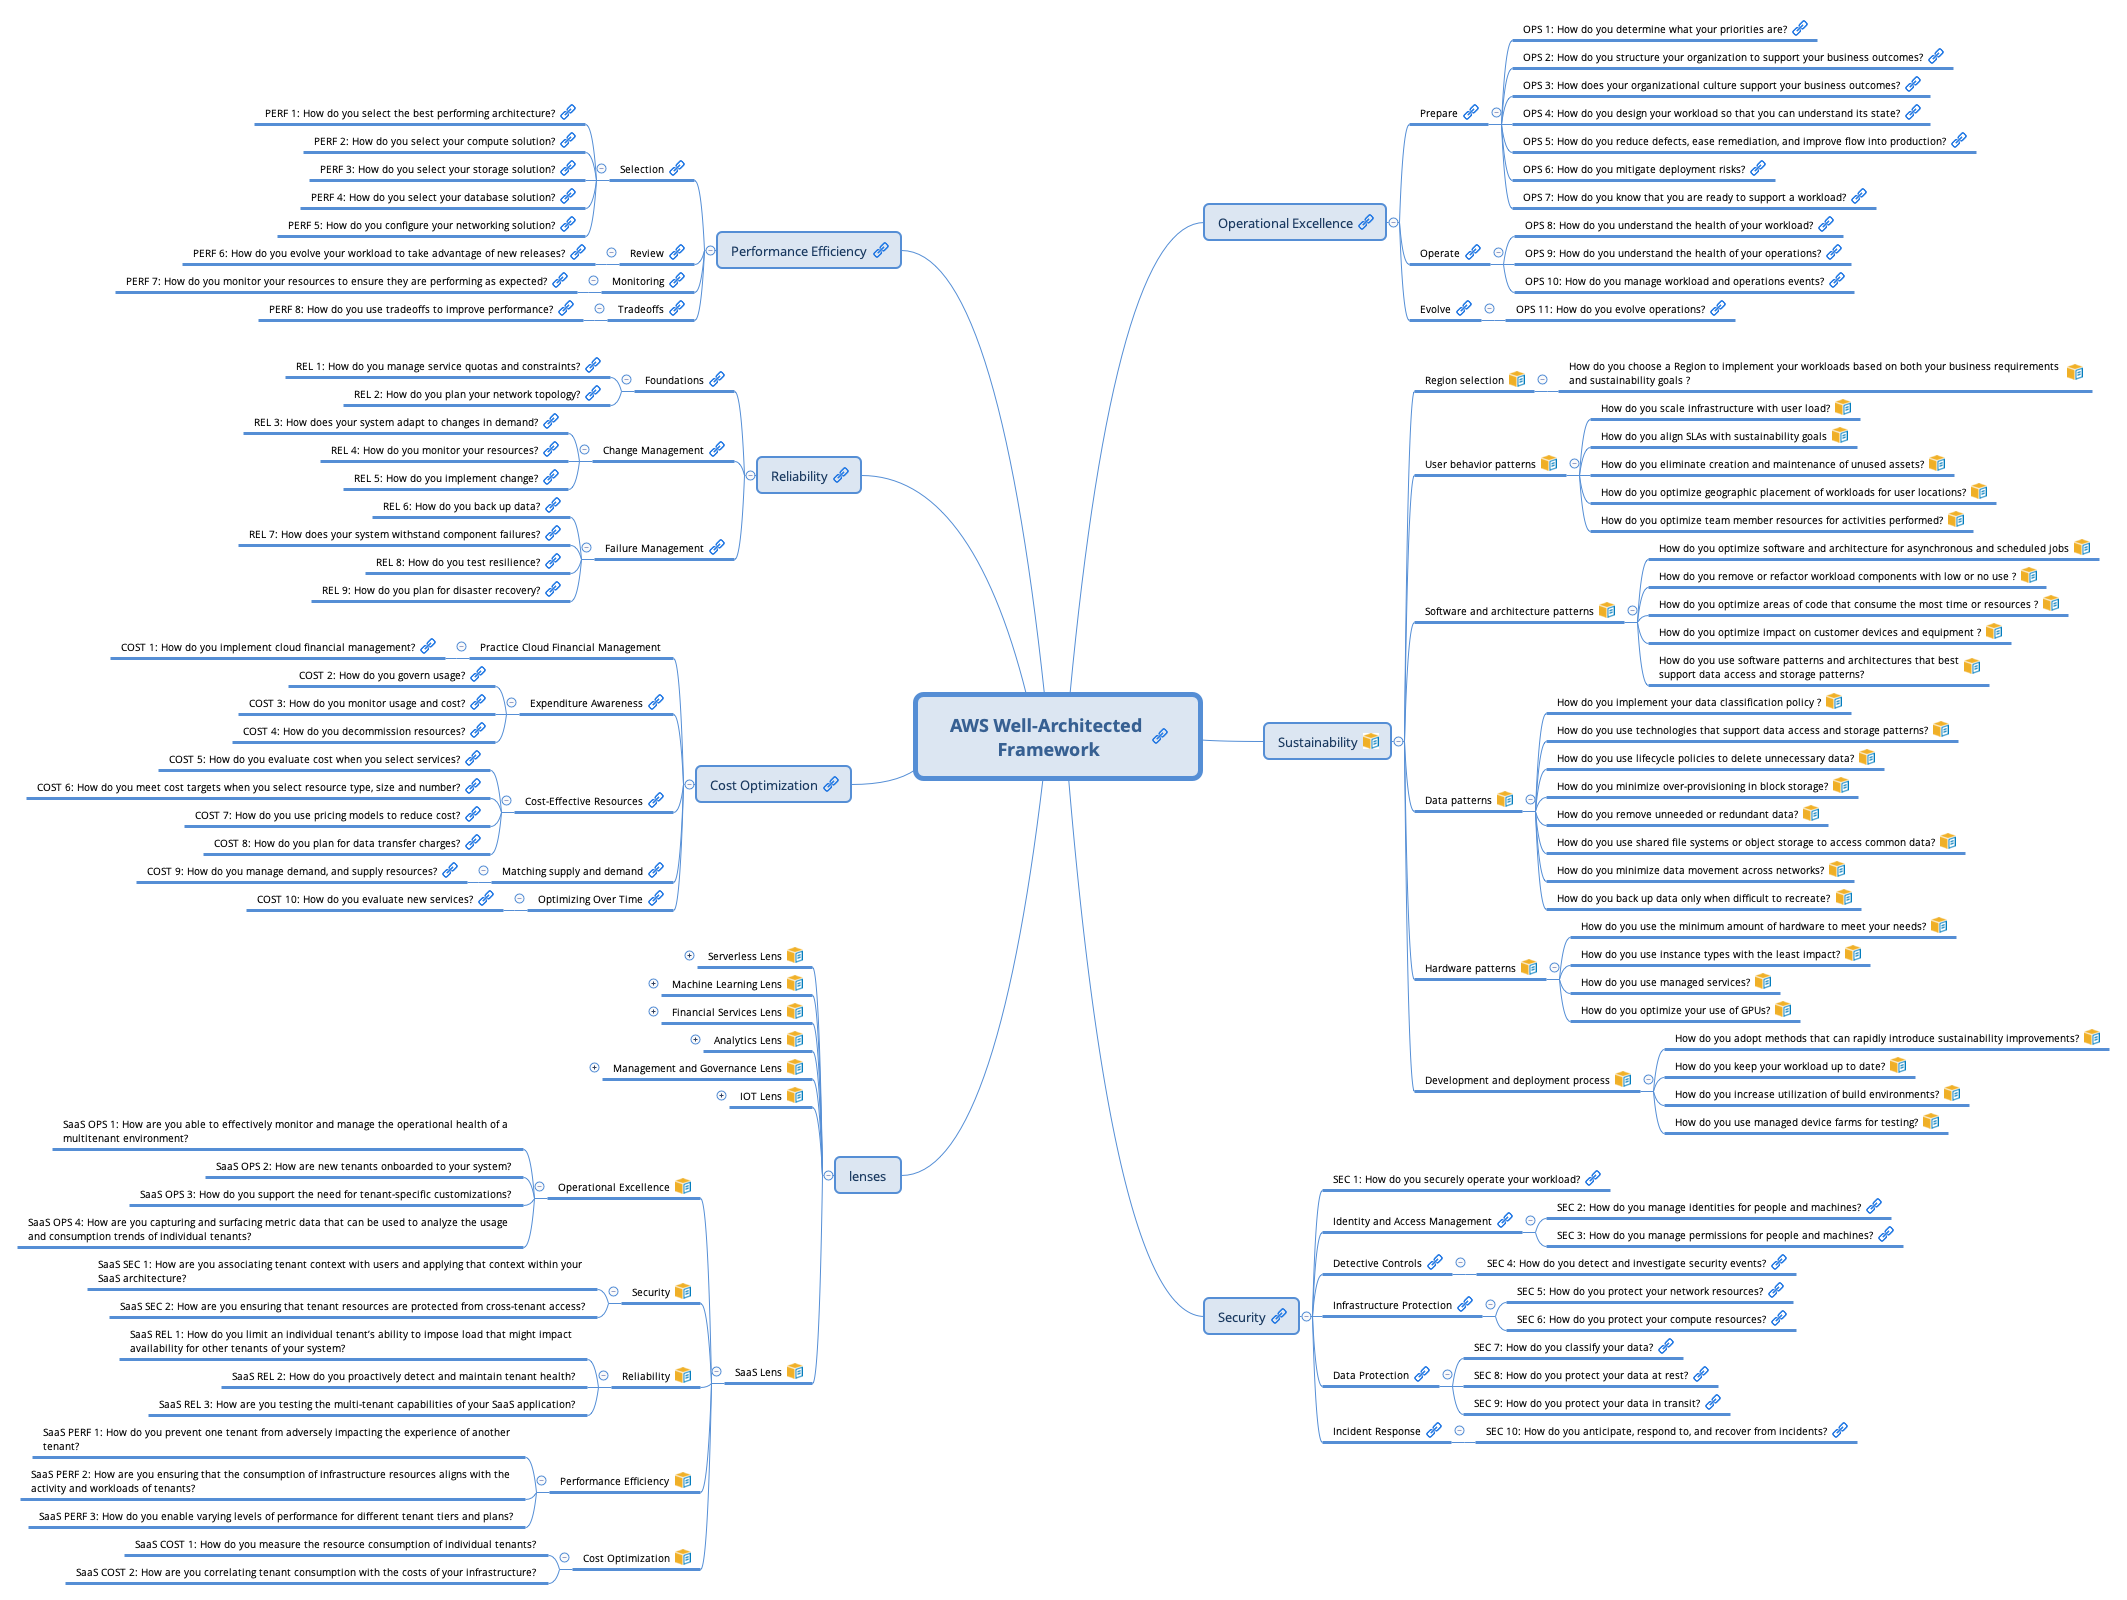 AWS Well-Architected
Framework
Operational Excellence
Prepare
OPS 1: How do you determine what your priorities are?
OPS 2: How do you structure your organization to support your business outcomes?
OPS 3: How does your organizational culture support your business outcomes?
OPS 4: How do you design your workload so that you can understand its state?
OPS 5: How do you reduce defects, ease remediation, and improve flow into production?
OPS 6: How do you mitigate deployment risks?
OPS 7: How do you know that you are ready to support a workload?
Operate
OPS 8: How do you understand the health of your workload?
OPS 9: How do you understand the health of your operations?
OPS 10: How do you manage workload and operations events?
Evolve
OPS 11: How do you evolve operations?
Sustainability
Region selection
How do you choose a Region to implement your workloads based on both your business requirements
and sustainability goals ?
User behavior patterns
How do you scale infrastructure with user load?
How do you align SLAs with sustainability goals
How do you eliminate creation and maintenance of unused assets?
How do you optimize geographic placement of workloads for user locations?
How do you optimize team member resources for activities performed?
Software and architecture patterns
How do you optimize software and architecture for asynchronous and scheduled jobs
How do you remove or refactor workload components with low or no use ?
How do you optimize areas of code that consume the most time or resources ?
How do you optimize impact on customer devices and equipment ?
How do you use software patterns and architectures that best
support data access and storage patterns?
Data patterns
How do you implement your data classification policy ?
How do you use technologies that support data access and storage patterns?
How do you use lifecycle policies to delete unnecessary data?
How do you minimize over-provisioning in block storage?
How do you remove unneeded or redundant data?
How do you use shared file systems or object storage to access common data?
How do you minimize data movement across networks?
How do you back up data only when difficult to recreate?
Hardware patterns
How do you use the minimum amount of hardware to meet your needs?
How do you use instance types with the least impact?
How do you use managed services?
How do you optimize your use of GPUs?
Development and deployment process
How do you adopt methods that can rapidly introduce sustainability improvements?
How do you keep your workload up to date?
How do you increase utilization of build environments?
How do you use managed device farms for testing?
Security
SEC 1: How do you securely operate your workload?
Identity and Access Management
SEC 2: How do you manage identities for people and machines?
SEC 3: How do you manage permissions for people and machines?
Detective Controls
SEC 4: How do you detect and investigate security events?
Infrastructure Protection
SEC 5: How do you protect your network resources?
SEC 6: How do you protect your compute resources?
Data Protection
SEC 7: How do you classify your data?
SEC 8: How do you protect your data at rest?
SEC 9: How do you protect your data in transit?
Incident Response
SEC 10: How do you anticipate, respond to, and recover from incidents?
Performance Efficiency
Selection
PERF 1: How do you select the best performing architecture?
PERF 2: How do you select your compute solution?
PERF 3: How do you select your storage solution?
PERF 4: How do you select your database solution?
PERF 5: How do you configure your networking solution?
Review
PERF 6: How do you evolve your workload to take advantage of new releases?
Monitoring
PERF 7: How do you monitor your resources to ensure they are performing as expected?
Tradeoffs
PERF 8: How do you use tradeoffs to improve performance?
Reliability
Foundations
REL 1: How do you manage service quotas and constraints?
REL 2: How do you plan your network topology?
Change Management
REL 3: How does your system adapt to changes in demand?
REL 4: How do you monitor your resources?
REL 5: How do you implement change?
Failure Management
REL 6: How do you back up data?
REL 7: How does your system withstand component failures?
REL 8: How do you test resilience?
REL 9: How do you plan for disaster recovery?
Cost Optimization
Practice Cloud Financial Management
COST 1: How do you implement cloud financial management?
Expenditure Awareness
COST 2: How do you govern usage?
COST 3: How do you monitor usage and cost?
COST 4: How do you decommission resources?
Cost-Effective Resources
COST 5: How do you evaluate cost when you select services?
COST 6: How do you meet cost targets when you select resource type, size and number?
COST 7: How do you use pricing models to reduce cost?
COST 8: How do you plan for data transfer charges?
Matching supply and demand
COST 9: How do you manage demand, and supply resources?
Optimizing Over Time
COST 10: How do you evaluate new services?
lenses
Serverless Lens
Machine Learning Lens
Financial Services Lens
Analytics Lens
Management and Governance Lens
IOT Lens
SaaS Lens
Operational Excellence
SaaS OPS 1: How are you able to effectively monitor and manage the operational health of a
multitenant environment?
SaaS OPS 2: How are new tenants onboarded to your system?
SaaS OPS 3: How do you support the need for tenant-specific customizations?
SaaS OPS 4: How are you capturing and surfacing metric data that can be used to analyze the usage
and consumption trends of individual tenants?
Security
SaaS SEC 1: How are you associating tenant context with users and applying that context within your
SaaS architecture?
SaaS SEC 2: How are you ensuring that tenant resources are protected from cross-tenant access?
Reliability
SaaS REL 1: How do you limit an individual tenant’s ability to impose load that might impact
availability for other tenants of your system?
SaaS REL 2: How do you proactively detect and maintain tenant health?
SaaS REL 3: How are you testing the multi-tenant capabilities of your SaaS application?
Performance Efficiency
SaaS PERF 1: How do you prevent one tenant from adversely impacting the experience of another
tenant?
SaaS PERF 2: How are you ensuring that the consumption of infrastructure resources aligns with the
activity and workloads of tenants?
SaaS PERF 3: How do you enable varying levels of performance for different tenant tiers and plans?
Cost Optimization
SaaS COST 1: How do you measure the resource consumption of individual tenants?
SaaS COST 2: How are you correlating tenant consumption with the costs of your infrastructure?